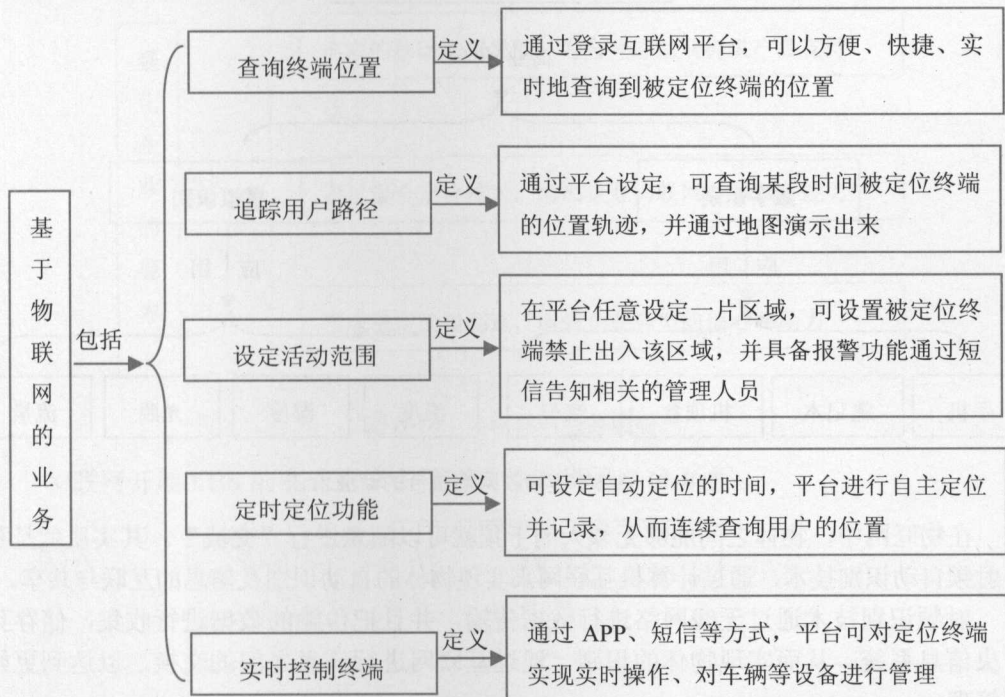 基
于
物
联
网
的
业
务
包括
查询终端位置
定义
通过登录互联网平台，可以方便、快捷、实
时地查询到被定位终端的位置
追踪用户路径
定义
通过平台设定，可查询某段时间被定位终端
的位置轨迹，并通过地图演示出来
设定活动范围
定义
在平台任意设定一片区域，可设置被定位终
端禁止出入该区域，并具备报警功能通过短
信告知相关的管理人员
定时定位功能
定义
可设定自动定位的时间，平台进行自主定位
并记录，从而连续查询用户的位置
实时控制终端
定义
通过 APP、短信等方式，平台可对定位终端
实现实时操作、对车辆等设备进行管理